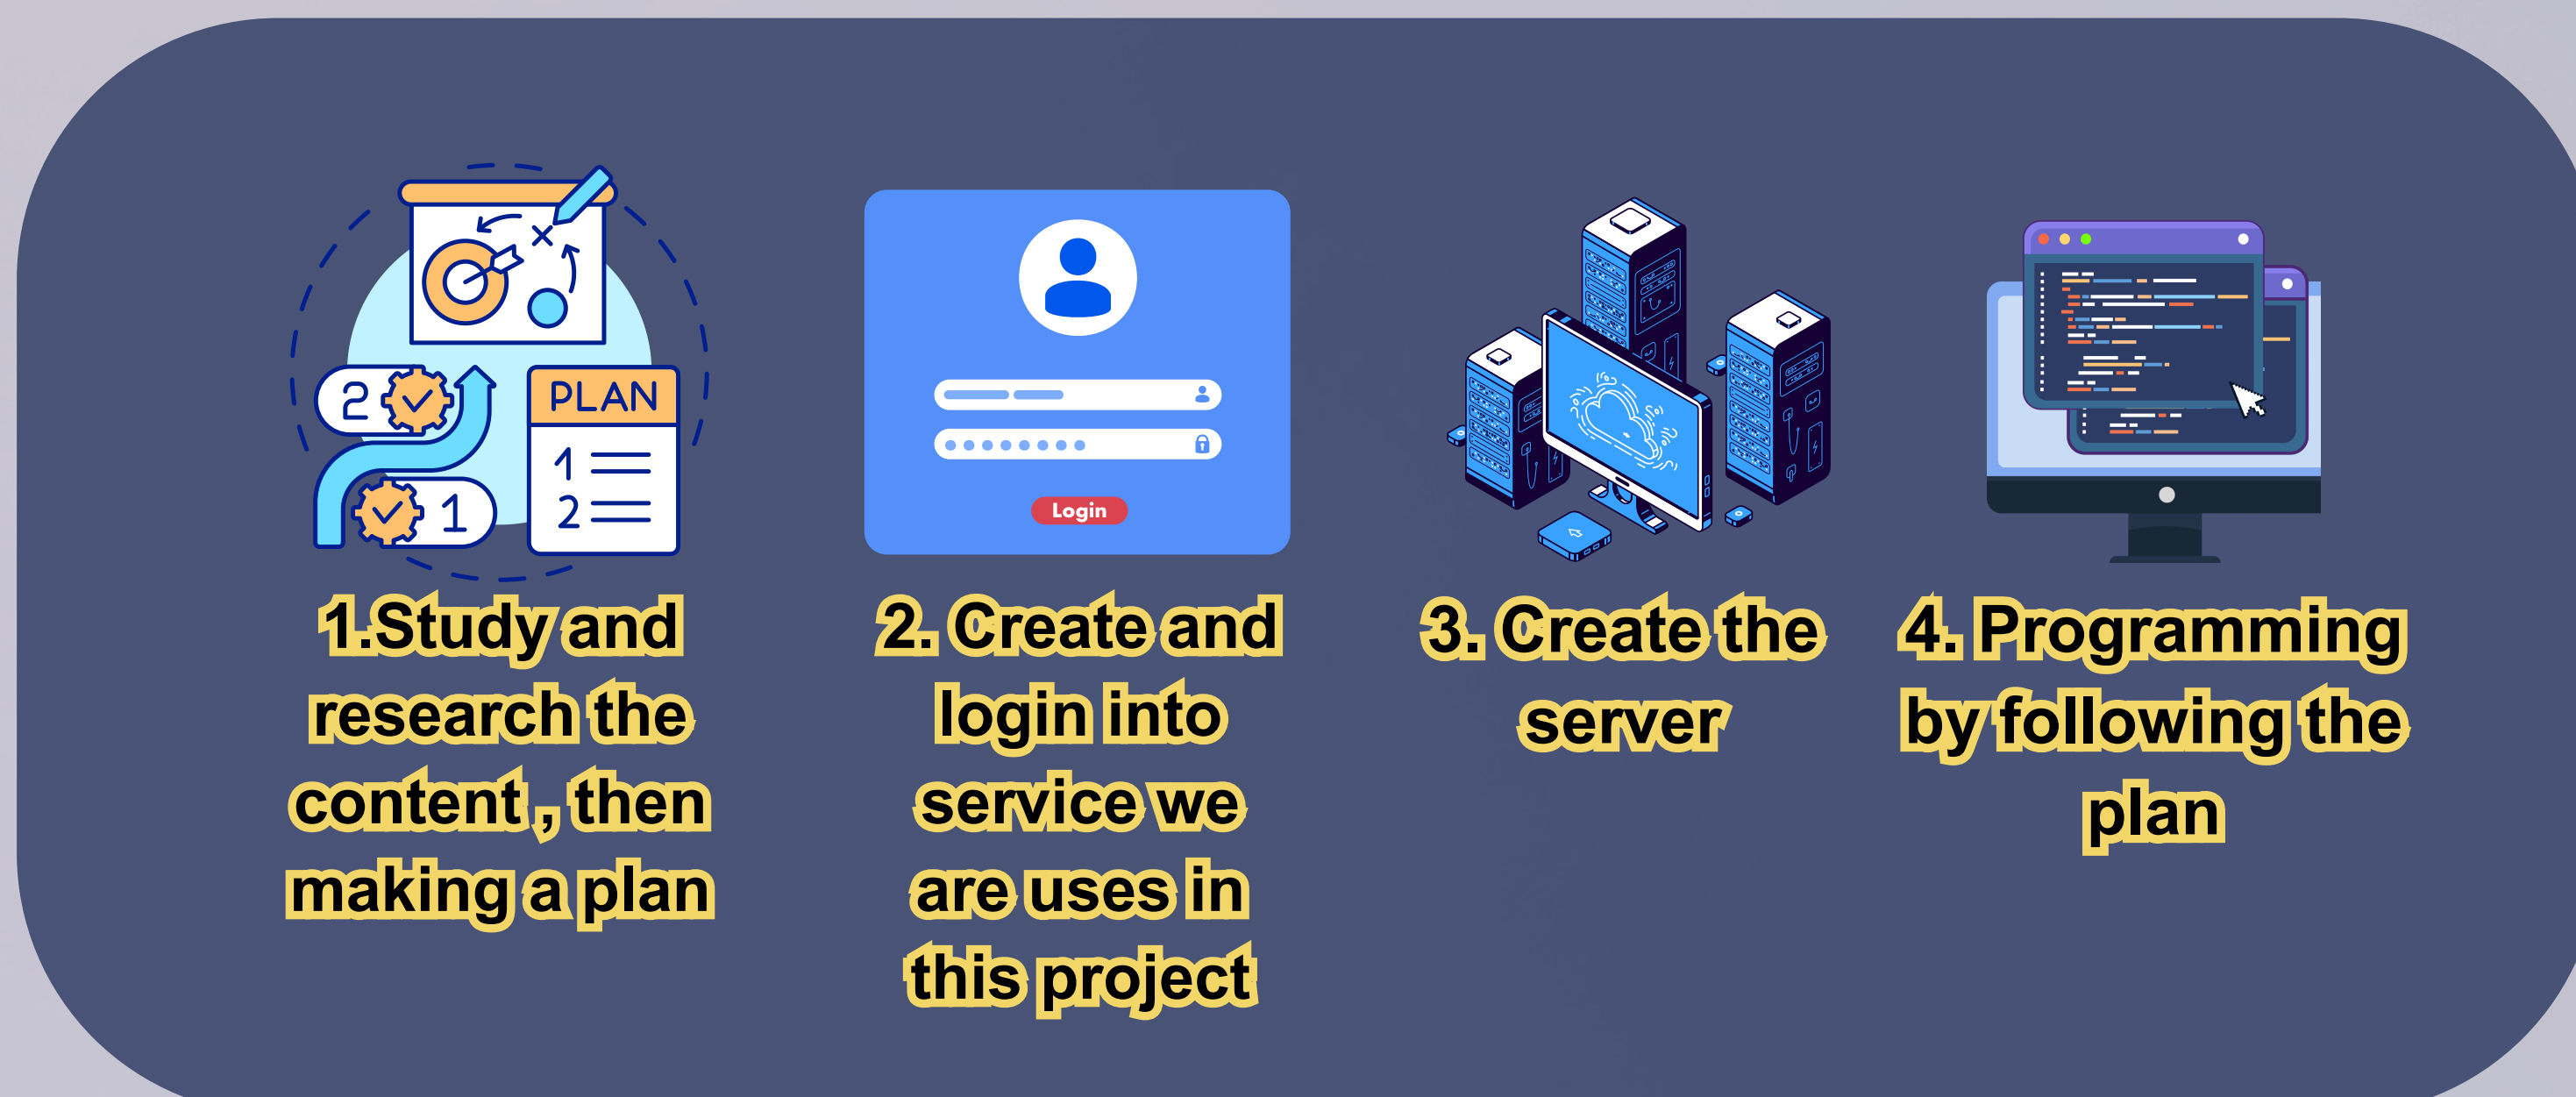 2
1
PLAN
1
2
Login
1.Study and
research the
content , then
making a plan
2. Create and
login into
service we
are uses in
this project
3. Create the
server
4. Programming
by following the
plan